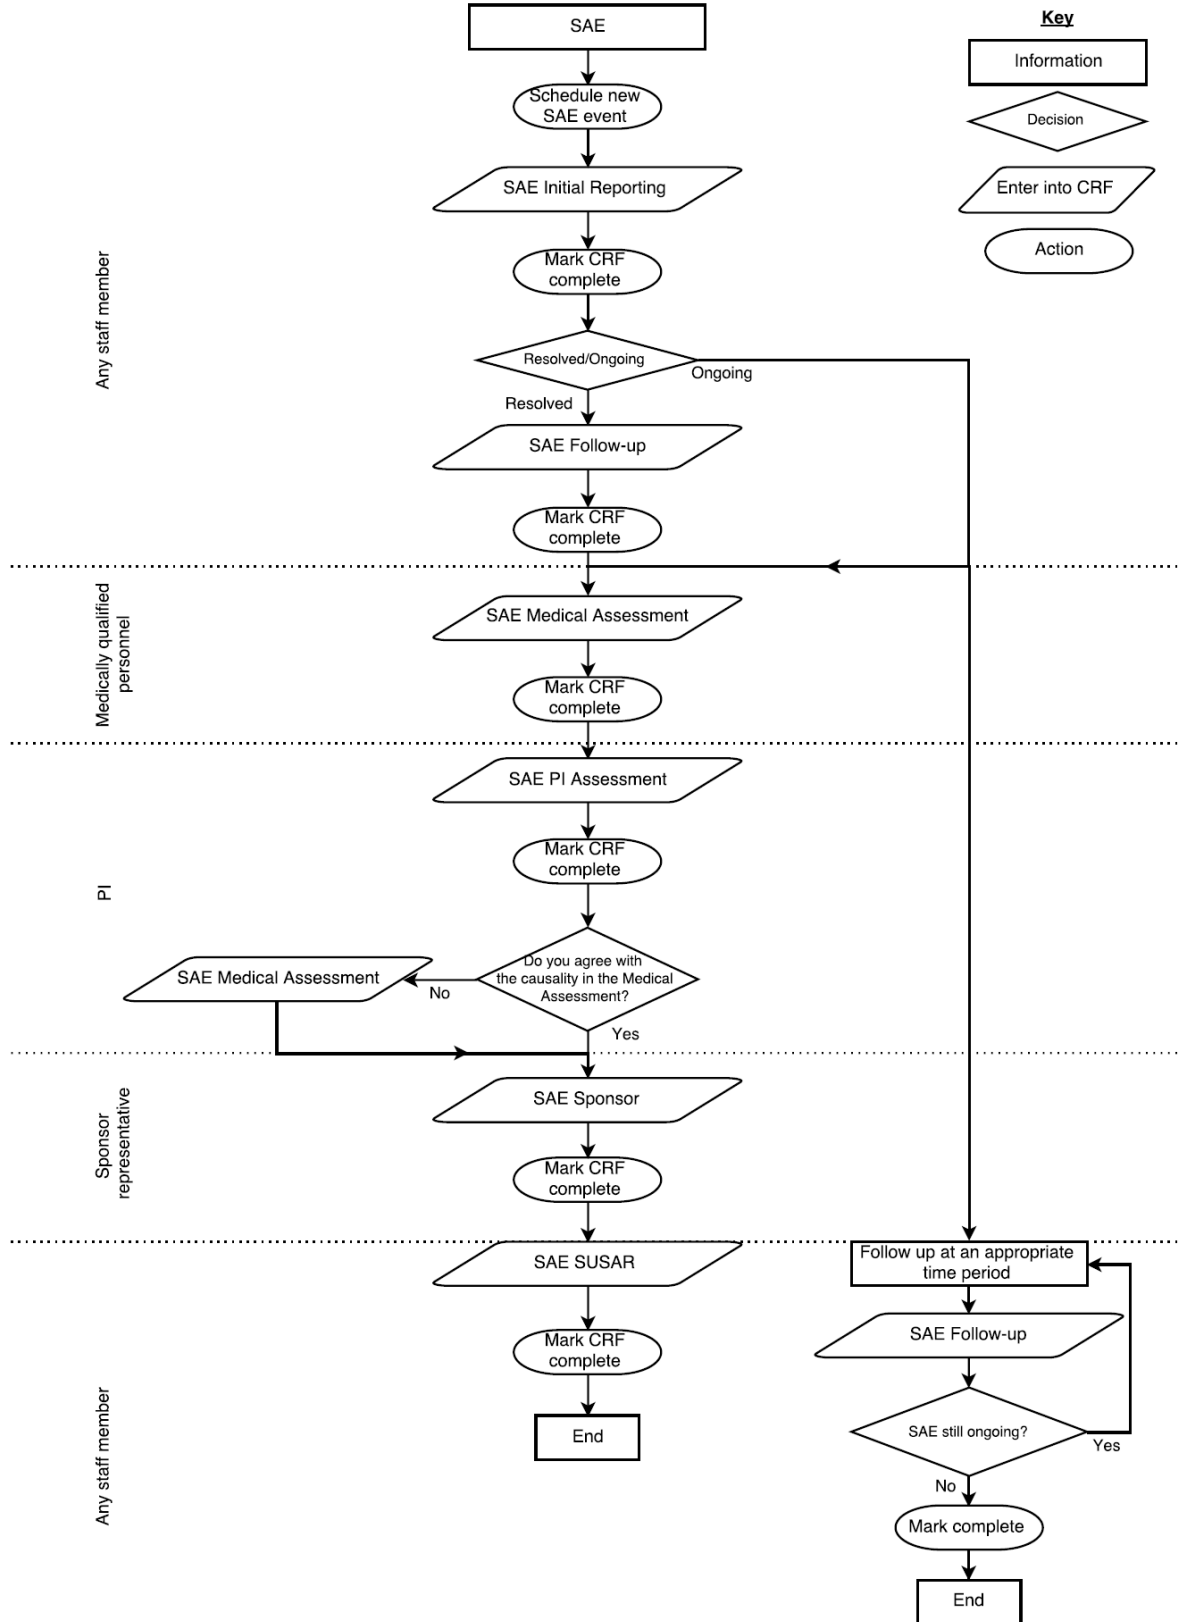 SAE
Key
Information
Schedule new
SAE event
Decision
SAE Initial Reporting
Enter into CRF
Action
Any staff member
Mark CRF
complete
Resolved/Ongoing
Ongoing
Resolved
SAE Follow-up
Mark CRF
complete
Medically qualified
personnel
SAE Medical Assessment
Mark CRF
complete
PI
SAE PI Assessment
Mark CRF
complete
Do you agree with
the causality in the Medical
Assessment?
No
SAE Medical Assessment
Yes
Sponsor
representative
SAE Sponsor
Mark CRF
complete
Any staff member
SAE SUSAR
Mark CRF
complete
End
Follow up at an appropriate
time period
SAE Follow-up
SAE still ongoing?
Yes
No
Mark complete
End